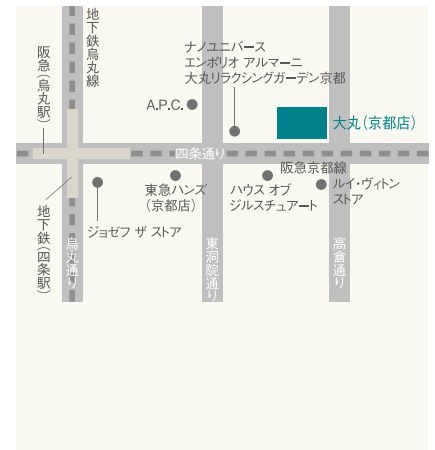 地下鉄烏丸線
阪急(烏丸駅)
ナノユニバース
エンポリオ アルマーニ
大丸リラクシングガーデン京都
A.P.C.
大丸(京都店)
四条通り
阪急京都線
東急ハンズ
(京都店)
ハウス オブ
ジルスチュアート
ルイ・ヴィトン
ストア
ジョゼフ ザ ストア
地下鉄(四条駅)
烏丸通り
東洞院通り
高倉通り